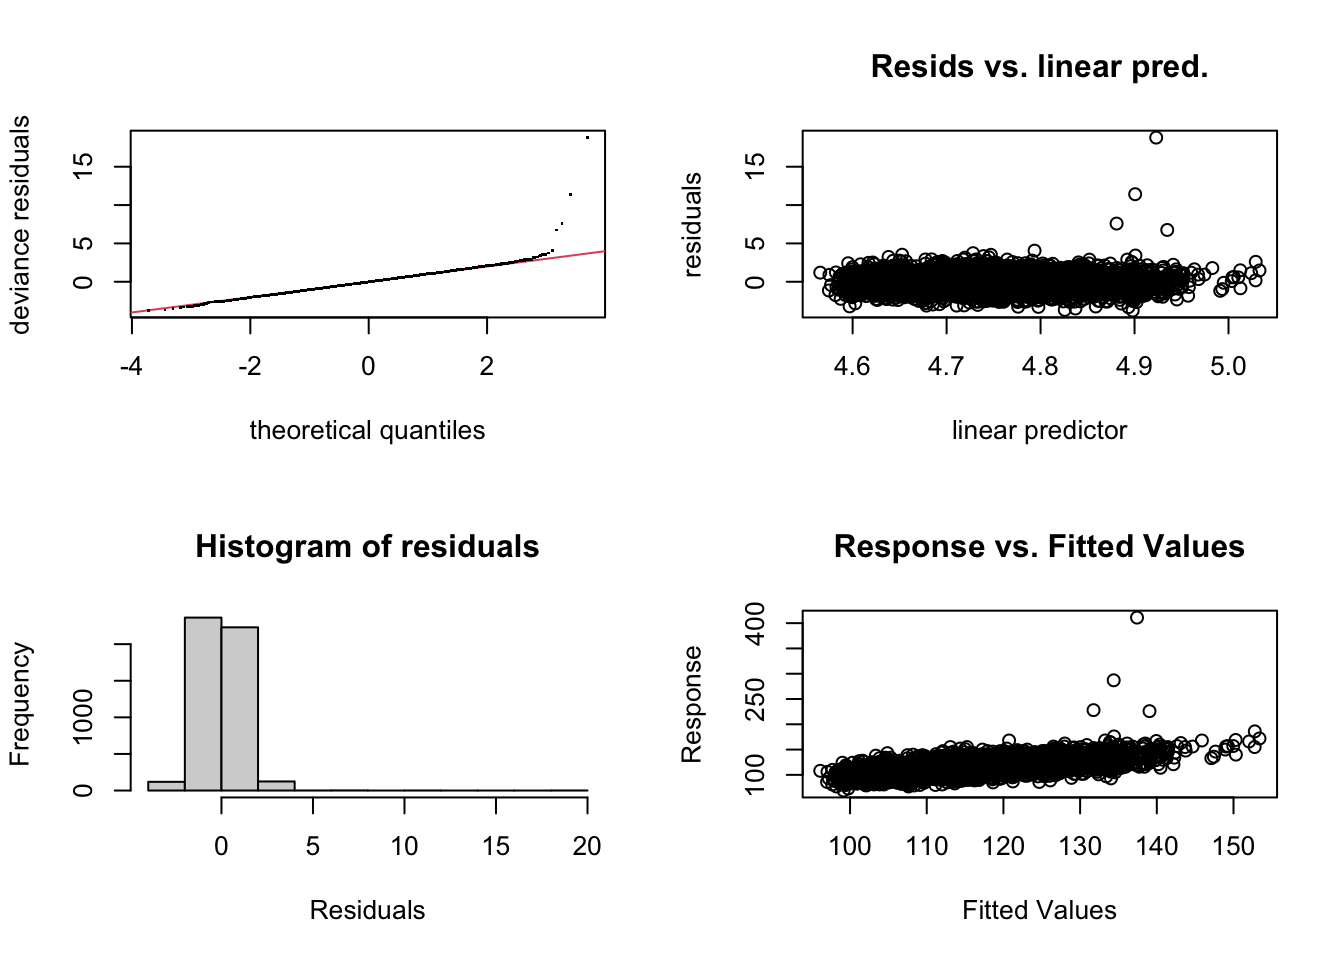 deviance residuals
15
5
0
-4 -2 0 2
theoretical quantiles
Resids vs. linear pred.
residuals
15
5
0
4.6 4.7 4.8 4.9 5.0
linear predictor
Histogram of residuals
Frequency
1000
0
0 5 10 15 20
Residuals
Response vs. Fitted Values
Response
400
250
100
100 110 120 130 140 150
Fitted Values